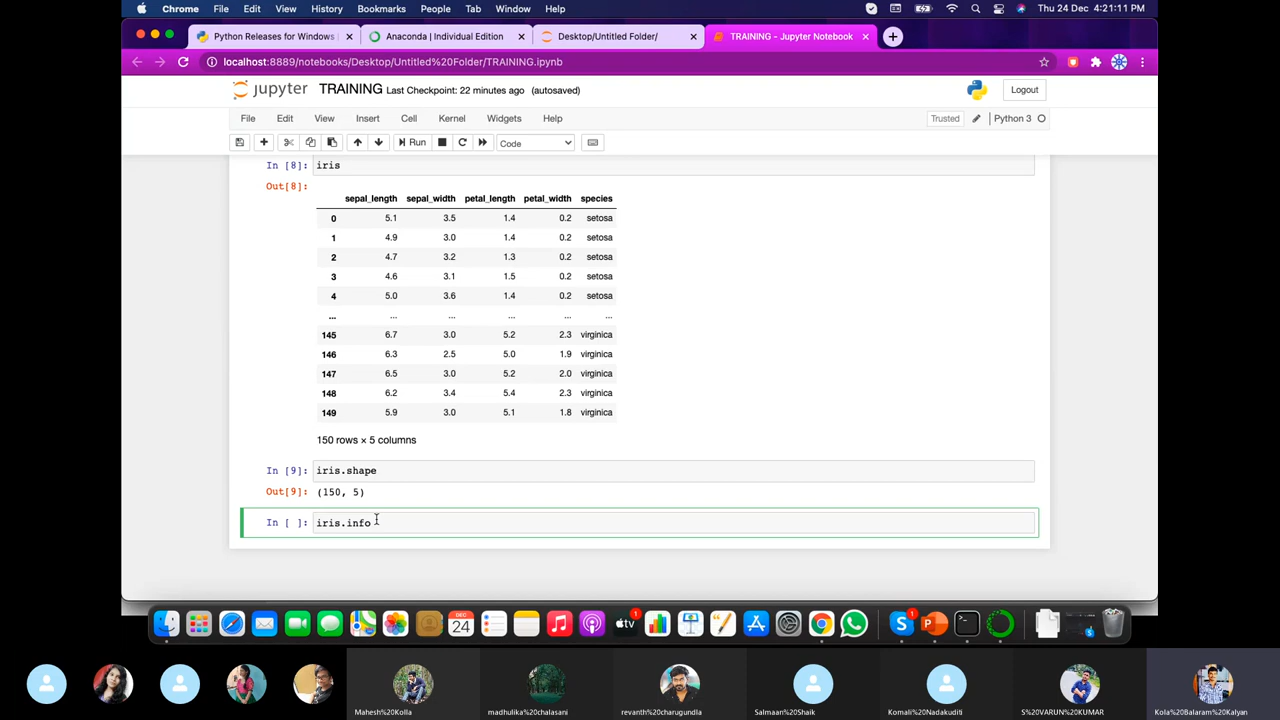 Chrome File Edit View History Bookmarks People Tab Window Help Thu 24 Dec 4:21:11 PM
Python Releases for Windows | Anaconda | Individual Edition Desktop/Untitled Folder/ TRAINING - Jupyter Notebook
localhost:8889/notebooks/Desktop/Untitled%20Folder/TRAINING.ipynb
jupyter TRAINING Last Checkpoint: 22 minutes ago (autosaved) Logout
File Edit View Insert Cell Kernel Widgets Help Trusted Python 3
Run Code
In [8]: iris
Out[8]:
sepal_length sepal_width petal_length petal_width species
0 5.1 3.5 1.4 0.2 setosa
1 4.9 3.0 1.4 0.2 setosa
2 4.7 3.2 1.3 0.2 setosa
3 4.6 3.1 1.5 0.2 setosa
4 5.0 3.6 1.4 0.2 setosa
... ... ... ... ... ...
145 6.7 3.0 5.2 2.3 virginica
146 6.3 2.5 5.0 1.9 virginica
147 6.5 3.0 5.2 2.0 virginica
148 6.2 3.4 5.4 2.3 virginica
149 5.9 3.0 5.1 1.8 virginica
150 rows × 5 columns
In [9]: iris.shape
Out[9]: (150, 5)
In [ ]: iris.info
DEC
24
tv
1
1
Mahesh%20Kolla madhulika%20chalasani revanth%20charugundla Salmaan%20Shaik Komali%20Nadakuditi S%20VARUN%20KUMAR Kola%20Balaram%20Kalyan